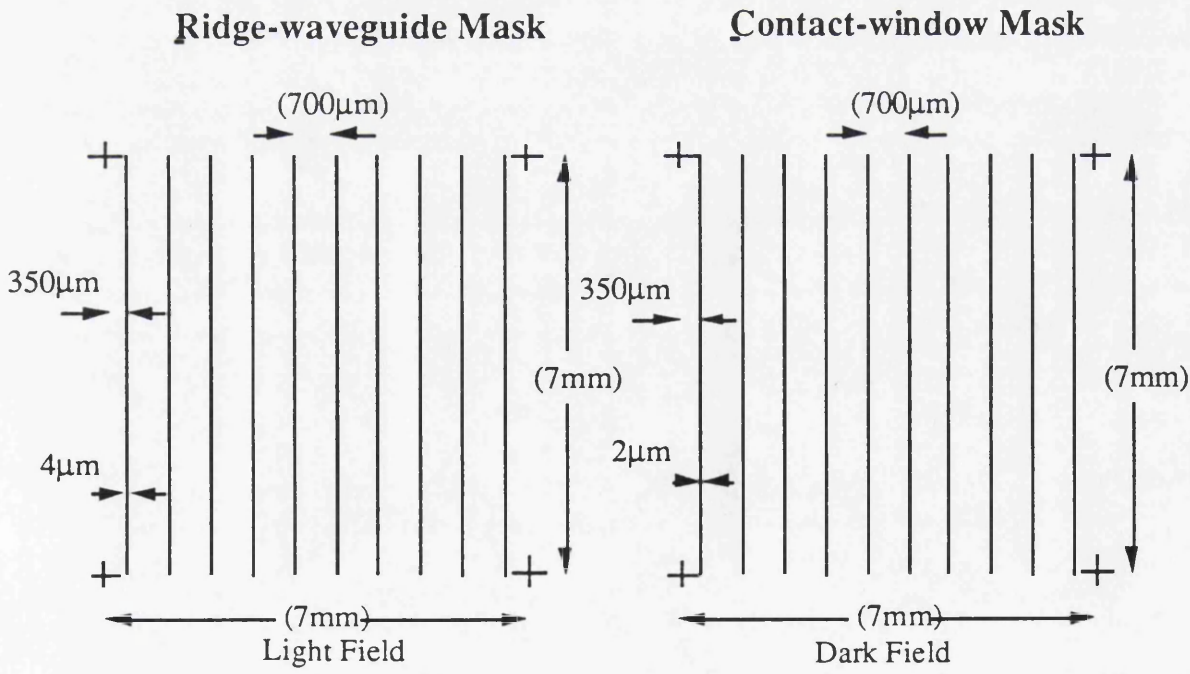 Ridge-waveguide Mask
(700μm)
350μm
(7mm)
4μm
(7mm)
Light Field
Contact-window Mask
(700μm)
350μm
(7mm)
2μm
(7mm)
Dark Field